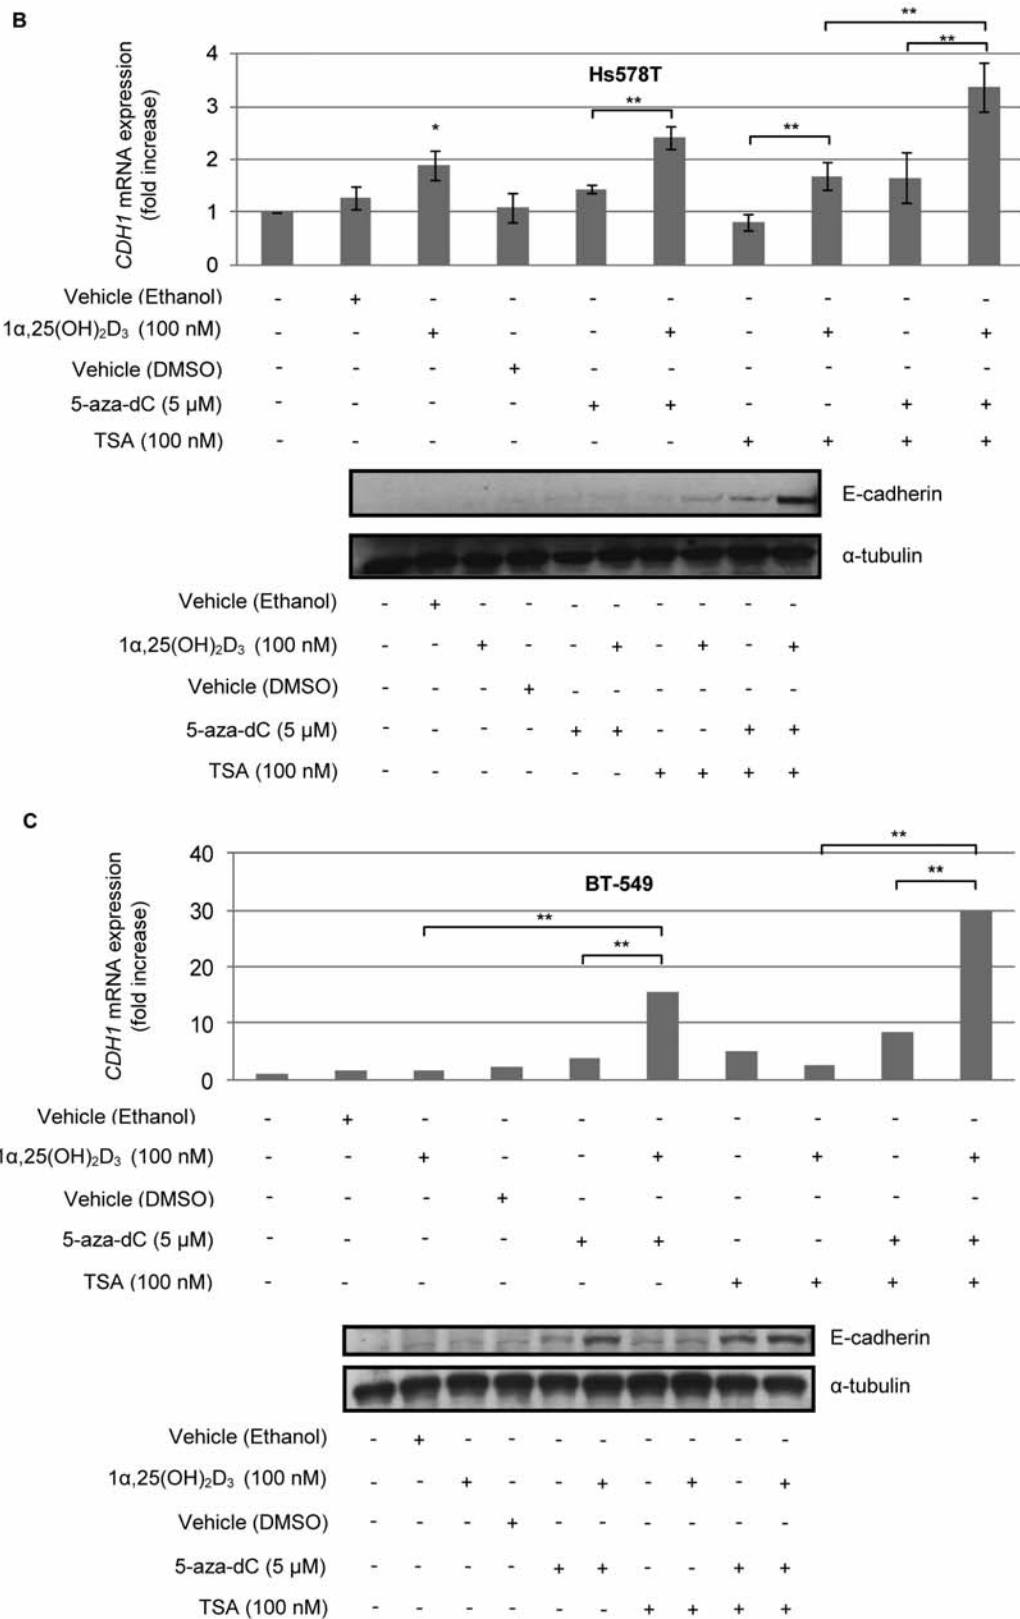 B
** 
**
CDH1 mRNA expression
(fold increase)
4
3
2
1
0
Hs578T
*
**
**
Vehicle (Ethanol) - + - - - - - - - -
1α,25(OH)₂D₃ (100 nM) - - + - - + - + - +
Vehicle (DMSO) - - - + - - - - - -
5-aza-dC (5 µM) - - - - + + - - + +
TSA (100 nM) - - - - - - + + + +
E-cadherin
α-tubulin
Vehicle (Ethanol) - + - - - - - - - -
1α,25(OH)₂D₃ (100 nM) - - + - - + - + - +
Vehicle (DMSO) - - - + - - - - - -
5-aza-dC (5 µM) - - - - + + - - + +
TSA (100 nM) - - - - - - + + + +
C
CDH1 mRNA expression
(fold increase)
40
30
20
10
0
BT-549
**
**
**
**
Vehicle (Ethanol) - + - - - - - - - -
1α,25(OH)₂D₃ (100 nM) - - + - - + - + - +
Vehicle (DMSO) - - - + - - - - - -
5-aza-dC (5 µM) - - - - + + - - + +
TSA (100 nM) - - - - - - + + + +
E-cadherin
α-tubulin
Vehicle (Ethanol) - + - - - - - - - -
1α,25(OH)₂D₃ (100 nM) - - + - - + - + - +
Vehicle (DMSO) - - - + - - - - - -
5-aza-dC (5 µM) - - - - + + - - + +
TSA (100 nM) - - - - - - + + + +